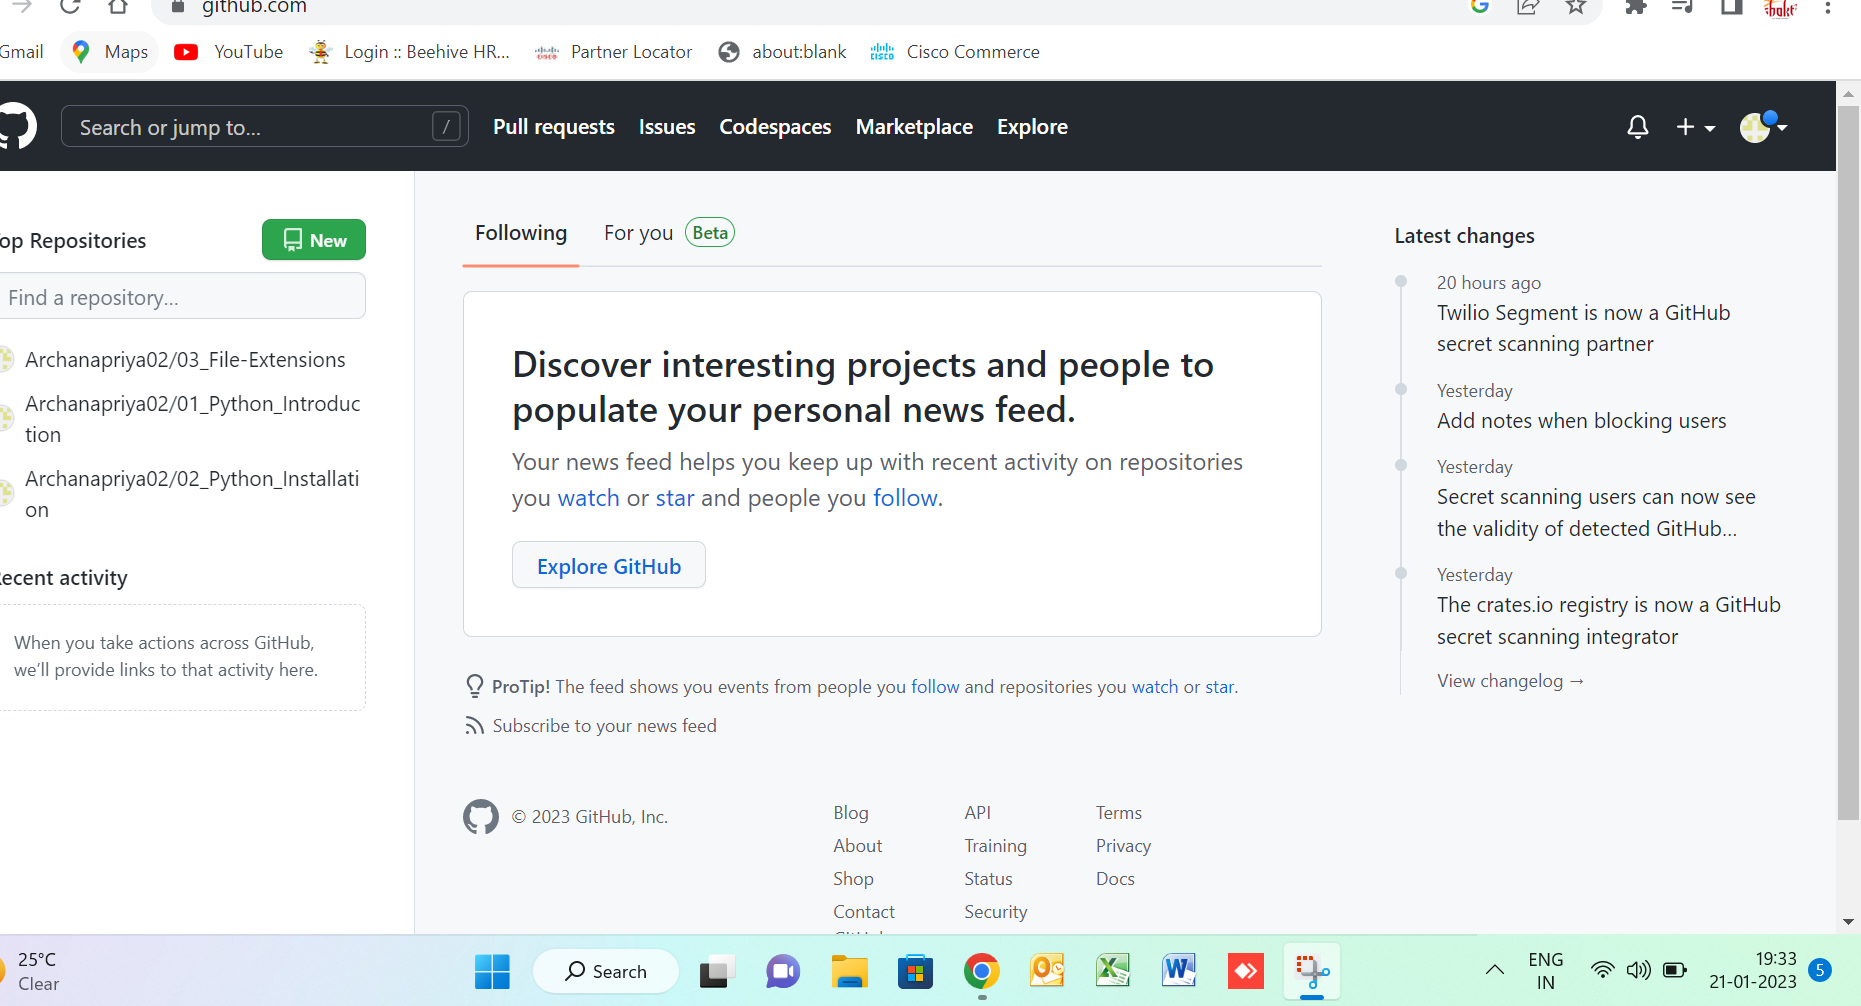 github.com
Gmail Maps YouTube Login :: Beehive HR... Partner Locator about:blank Cisco Commerce
Search or jump to... / Pull requests Issues Codespaces Marketplace Explore
op Repositories New
Find a repository...
Archanapriya02/03_File-Extensions
Archanapriya02/01_Python_Introduc
tion
Archanapriya02/02_Python_Installati
on
ecent activity
When you take actions across GitHub,
we'll provide links to that activity here.
Following For you Beta
Discover interesting projects and people to
populate your personal news feed.
Your news feed helps you keep up with recent activity on repositories
you watch or star and people you follow.
Explore GitHub
ProTip! The feed shows you events from people you follow and repositories you watch or star.
Subscribe to your news feed
Latest changes
20 hours ago
Twilio Segment is now a GitHub
secret scanning partner
Yesterday
Add notes when blocking users
Yesterday
Secret scanning users can now see
the validity of detected GitHub...
Yesterday
The crates.io registry is now a GitHub
secret scanning integrator
View changelog →
© 2023 GitHub, Inc.
Blog API Terms
About Training Privacy
Shop Status Docs
Contact Security
25°C
Clear
Search
ENG
IN
19:33
21-01-2023
5